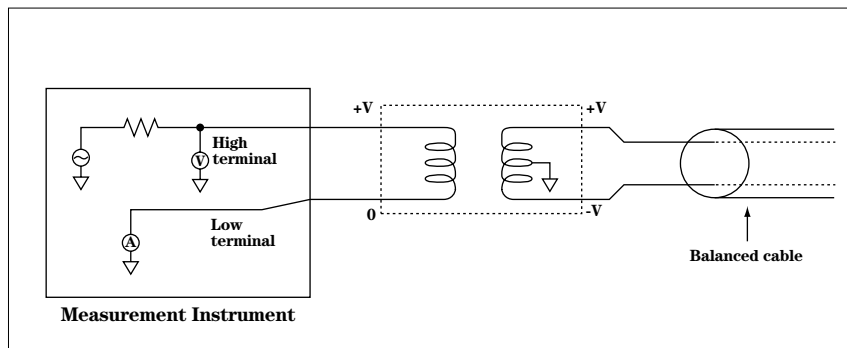 +V
+V
High
terminal
V
Low
terminal
0
-V
A
Balanced cable
Measurement Instrument